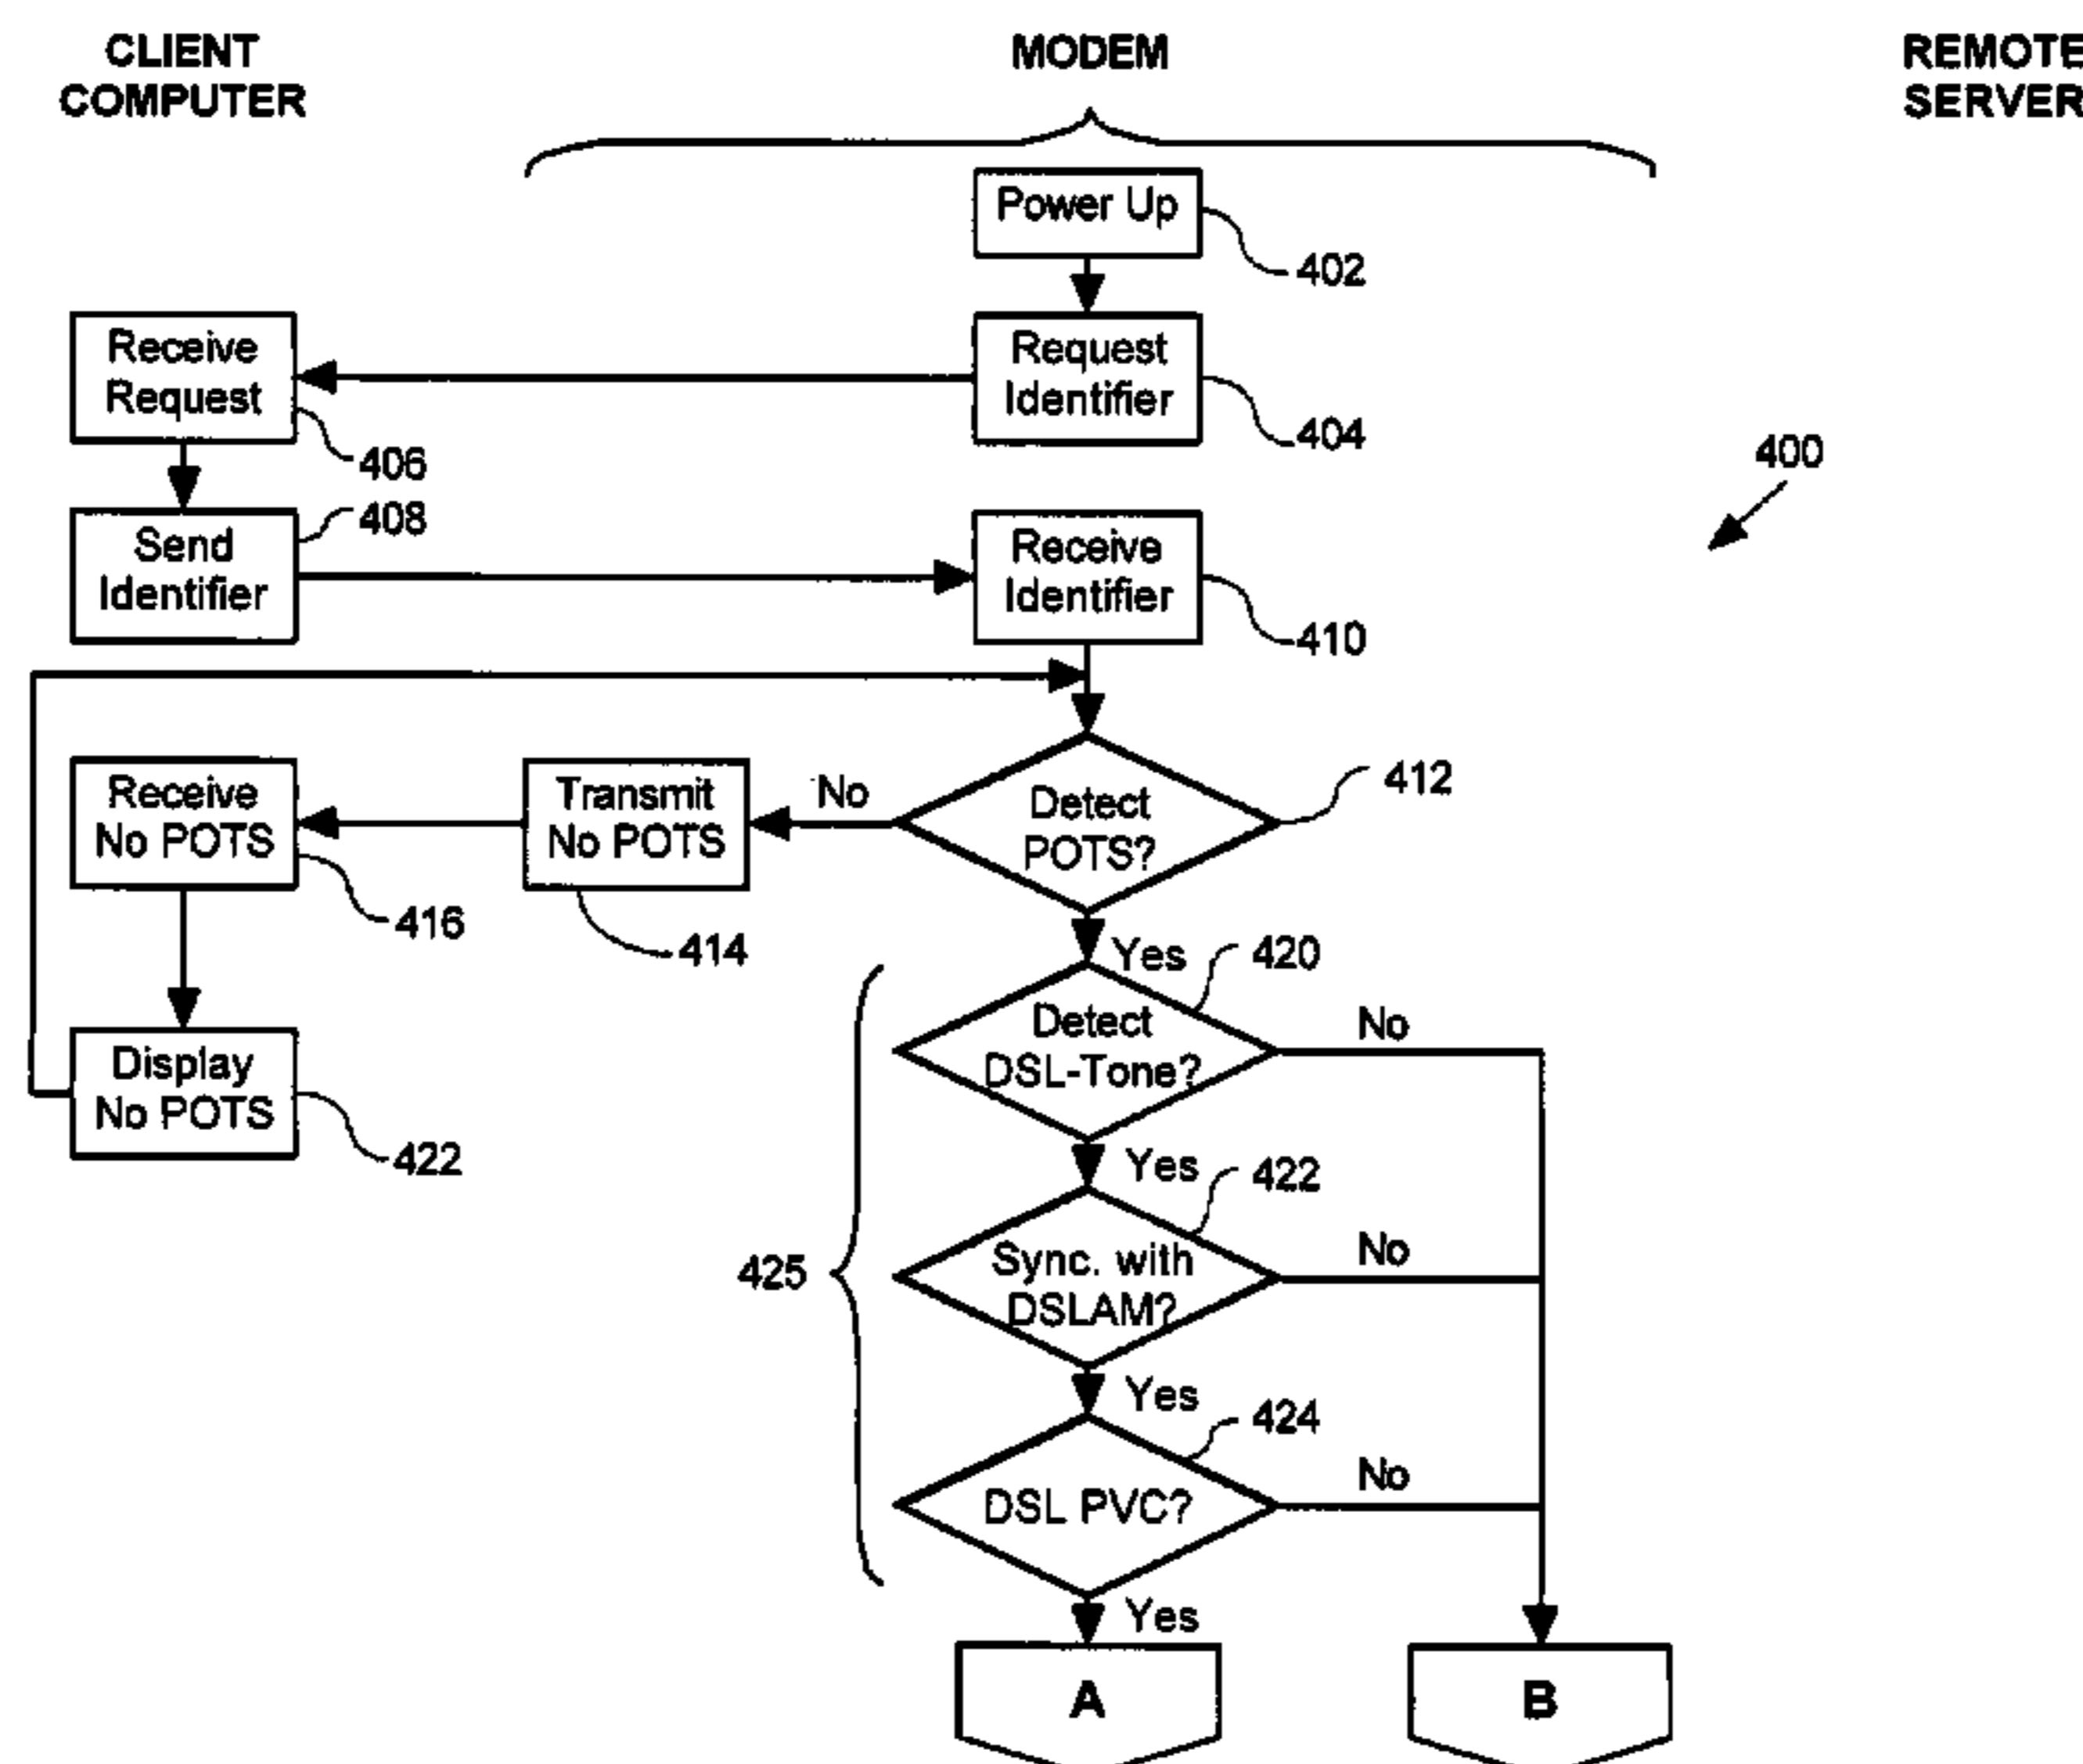 CLIENT
COMPUTER
MODEM
REMOTE
SERVER
Power Up
402
Receive
Request
406
Request
Identifier
404
400
Send
Identifier
408
Receive
Identifier
410
Receive
No POTS
416
Transmit
No POTS
414
No
Detect
POTS?
412
Yes
420
Display
No POTS
422
Detect
DSL-Tone?
No
Yes
422
425
Sync. with
DSLAM?
No
Yes
424
DSL PVC?
No
Yes
A
B